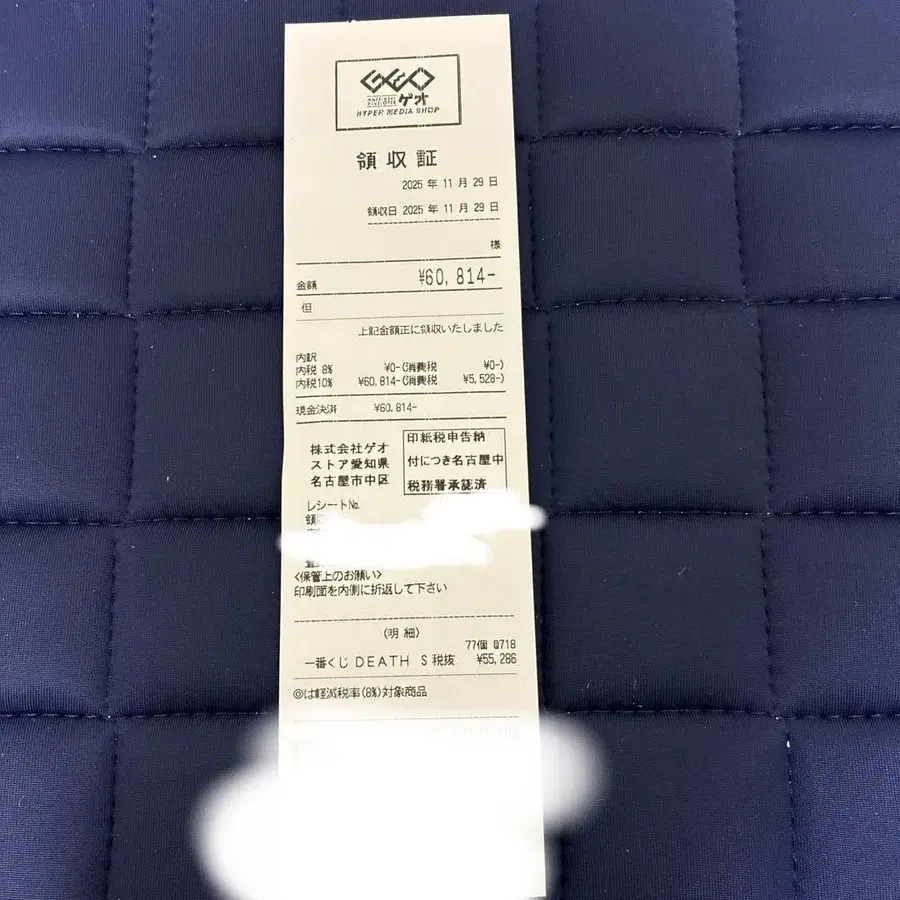 GEO
ゲオ
HYPER MEDIA SHOP
領収証
2025 年 11 月 29 日
領収日 2025 年 11 月 29 日
様
金額 ¥60,814-
但
上記金額正に領収いたしました
内訳
内税 8% ¥0-(消費税 ¥0-)
内税10% ¥60,814-(消費税 ¥5,528-)
現金決済 ¥60,814-
株式会社ゲオ
ストア愛知県
名古屋市中区
印紙税申告納
付につき名古屋中
税務署承認済
レシートNo.
領収
<保管上のお願い>
印刷面を内側に折返して下さい
(明 細)
77個 @718
一番くじ DEATH S 税抜 ¥55,286
◎は軽減税率(8%)対象商品